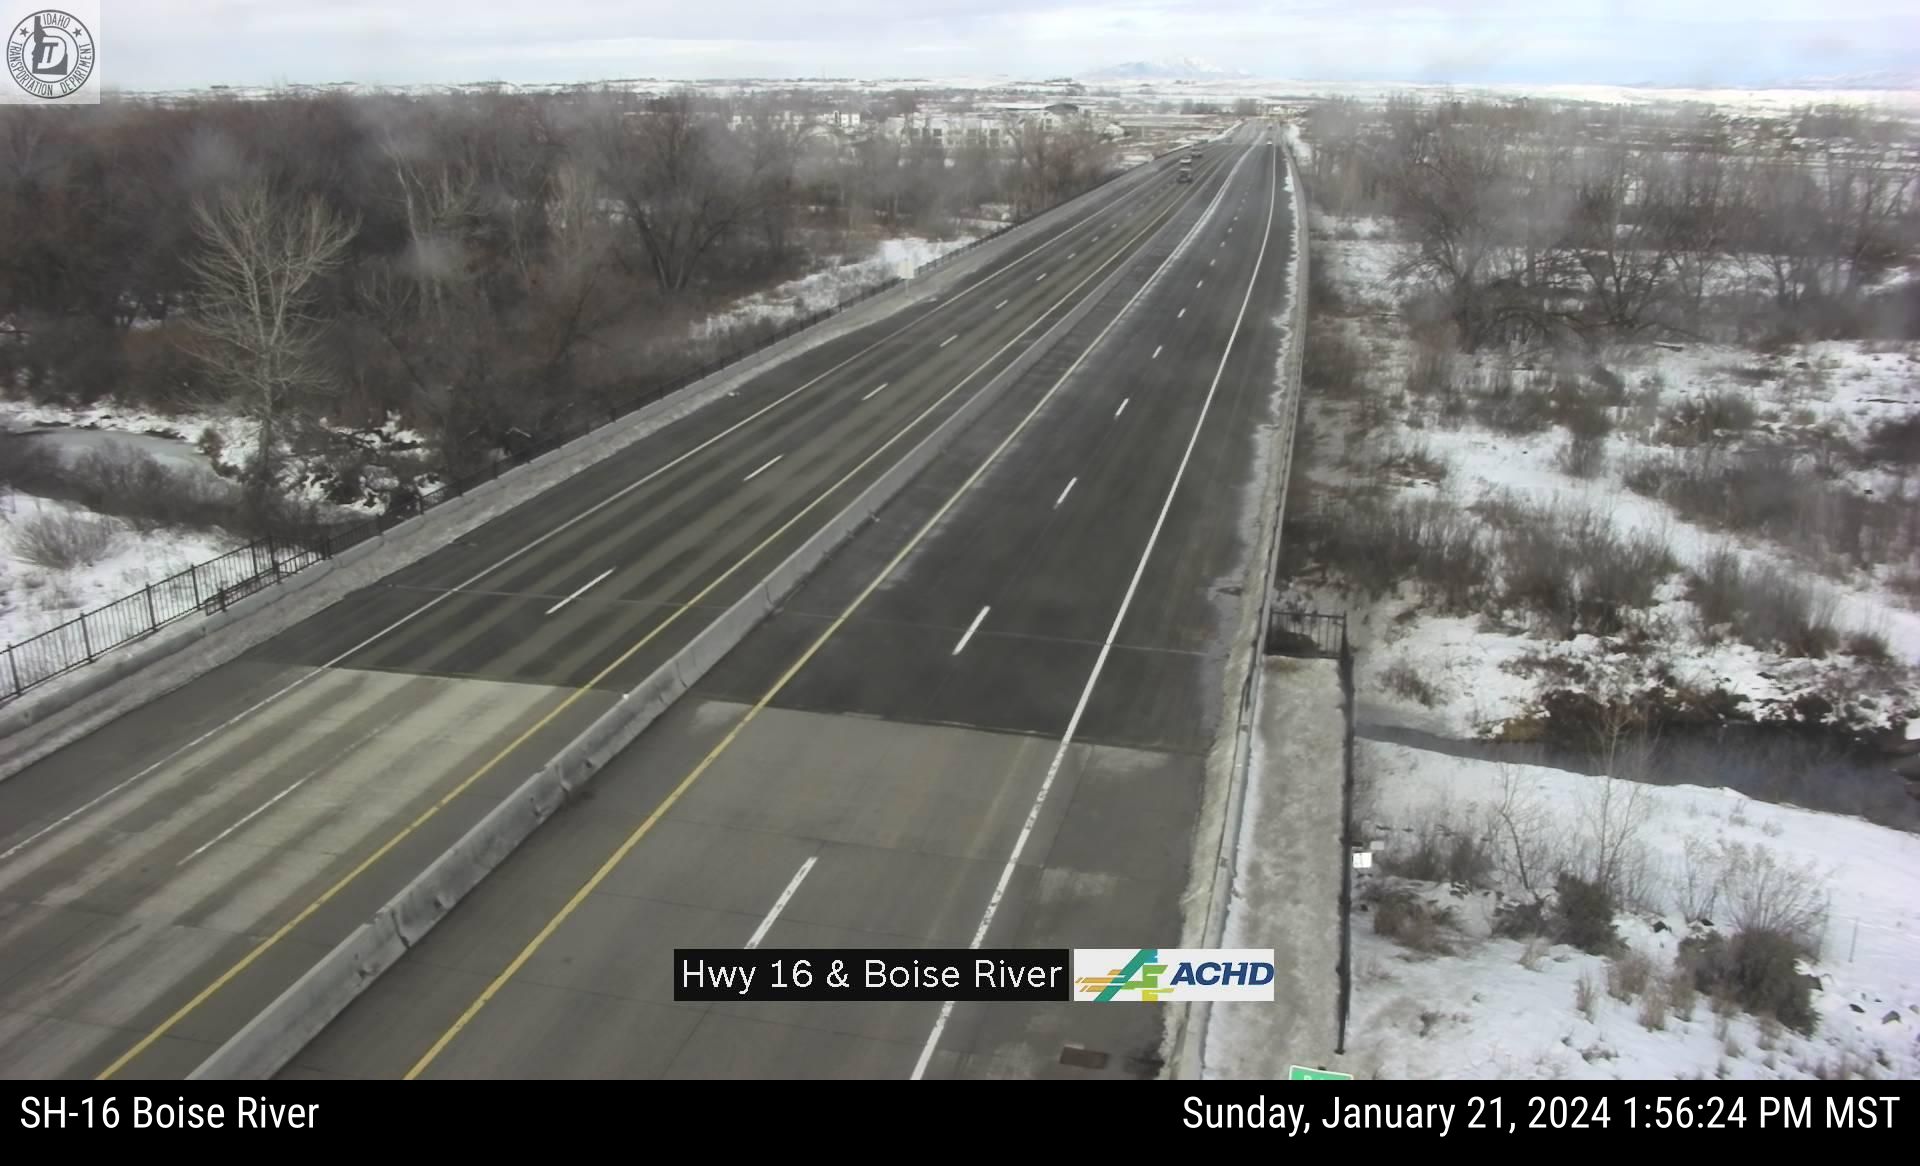 IDAHO
TRANSPORTATION DEPARTMENT
Hwy 16 & Boise River
ACHD
SH-16 Boise River
Sunday, January 21, 2024 1:56:24 PM MST